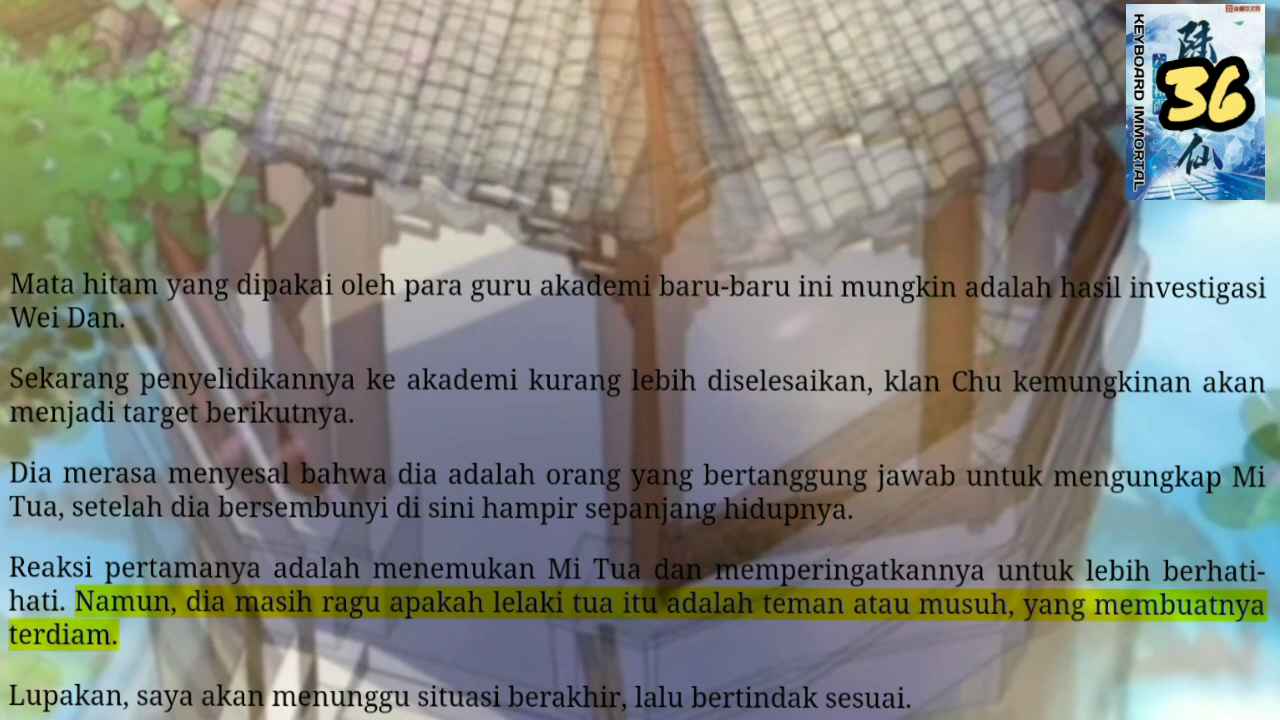 陆
36
仙
KEYBOARD IMMORTAL
Mata hitam yang dipakai oleh para guru akademi baru-baru ini mungkin adalah hasil investigasi
Wei Dan.
Sekarang penyelidikannya ke akademi kurang lebih diselesaikan, klan Chu kemungkinan akan
menjadi target berikutnya.
Dia merasa menyesal bahwa dia adalah orang yang bertanggung jawab untuk mengungkap Mi
Tua, setelah dia bersembunyi di sini hampir sepanjang hidupnya.
Reaksi pertamanya adalah menemukan Mi Tua dan memperingatkannya untuk lebih berhati-
hati. Namun, dia masih ragu apakah lelaki tua itu adalah teman atau musuh, yang membuatnya
terdiam.
Lupakan, saya akan menunggu situasi berakhir, lalu bertindak sesuai.